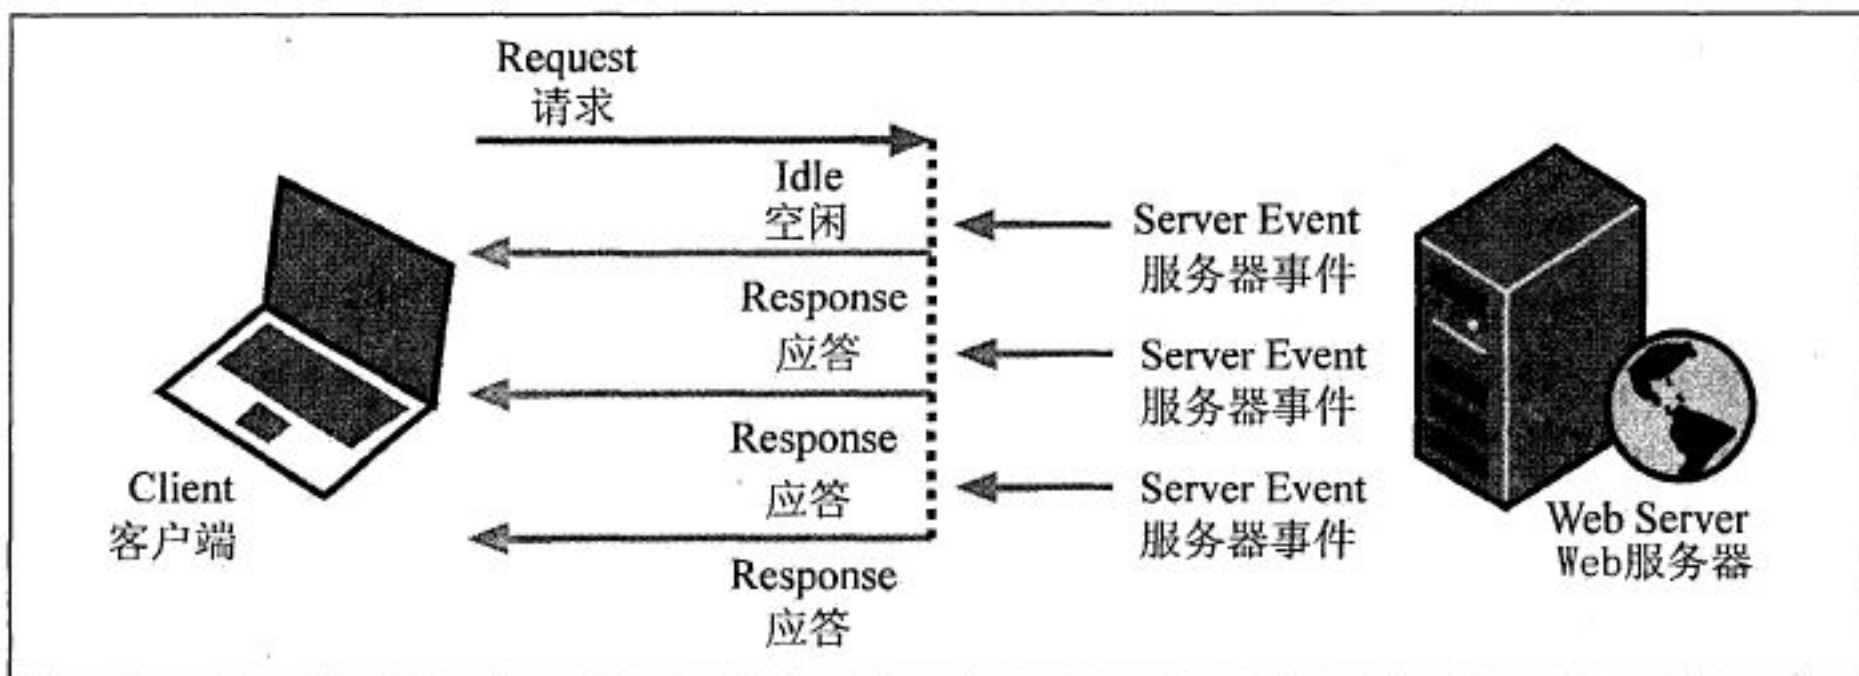 Request
请求
Idle
空闲
Server Event
服务器事件
Response
应答
Server Event
服务器事件
Response
应答
Server Event
服务器事件
Client
客户端
Web Server
Web服务器
Response
应答